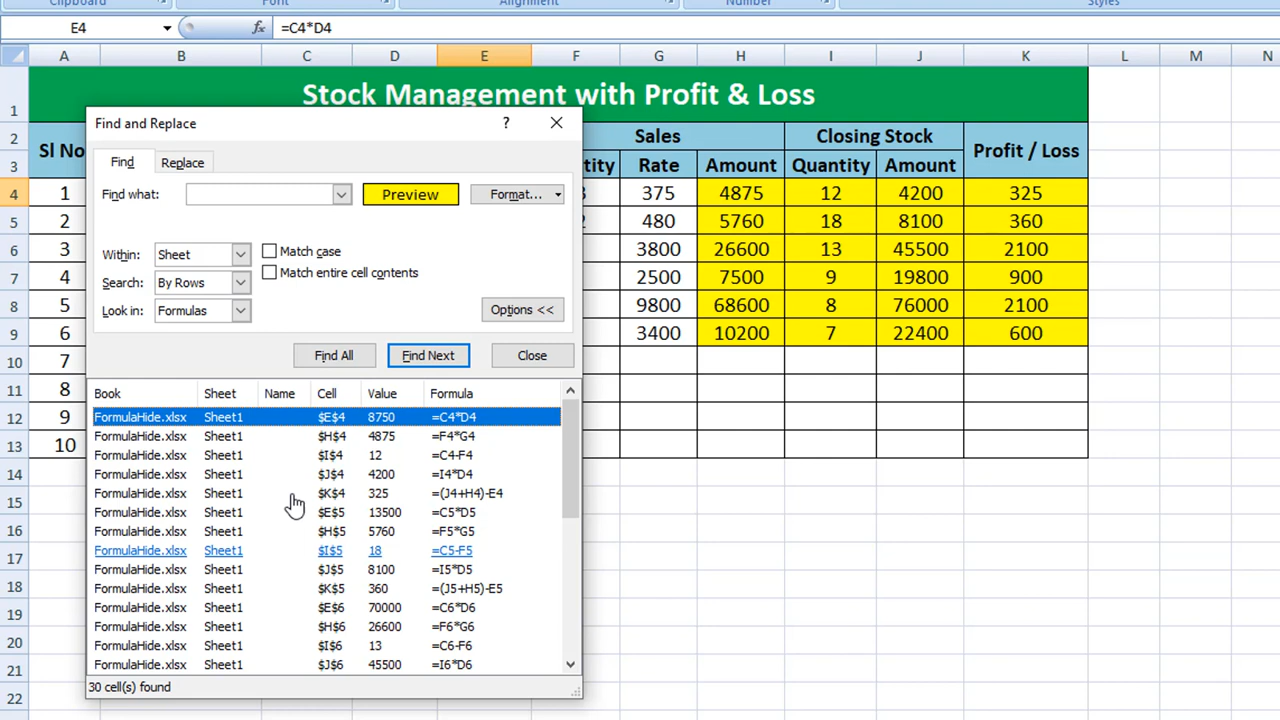 Clipboard Font Alignment Number Styles
E4 fx =C4*D4
A B C D E F G H I J K L M N
1 Stock Management with Profit & Loss
2 Sales Closing Stock
Sl No Profit / Loss
3 Rate Amount Quantity Amount
4 1 375 4875 12 4200 325
5 2 480 5760 18 8100 360
6 3 3800 26600 13 45500 2100
7 4 2500 7500 9 19800 900
8 5 9800 68600 8 76000 2100
9 6 3400 10200 7 22400 600
10 7
11 8
12 9
13 10
14
15
16
17
18
19
20
21
22
Find and Replace ?
Find Replace
Find what: Preview Format...
Within: Sheet Match case
Match entire cell contents
Search: By Rows
Look in: Formulas Options <<
Find All Find Next Close
Book Sheet Name Cell Value Formula
FormulaHide.xlsx Sheet1 $E$4 8750 =C4*D4
FormulaHide.xlsx Sheet1 $H$4 4875 =F4*G4
FormulaHide.xlsx Sheet1 $I$4 12 =C4-F4
FormulaHide.xlsx Sheet1 $J$4 4200 =I4*D4
FormulaHide.xlsx Sheet1 $K$4 325 =(J4+H4)-E4
FormulaHide.xlsx Sheet1 $E$5 13500 =C5*D5
FormulaHide.xlsx Sheet1 $H$5 5760 =F5*G5
FormulaHide.xlsx Sheet1 $I$5 18 =C5-F5
FormulaHide.xlsx Sheet1 $J$5 8100 =I5*D5
FormulaHide.xlsx Sheet1 $K$5 360 =(J5+H5)-E5
FormulaHide.xlsx Sheet1 $E$6 70000 =C6*D6
FormulaHide.xlsx Sheet1 $H$6 26600 =F6*G6
FormulaHide.xlsx Sheet1 $I$6 13 =C6-F6
FormulaHide.xlsx Sheet1 $J$6 45500 =I6*D6
30 cell(s) found